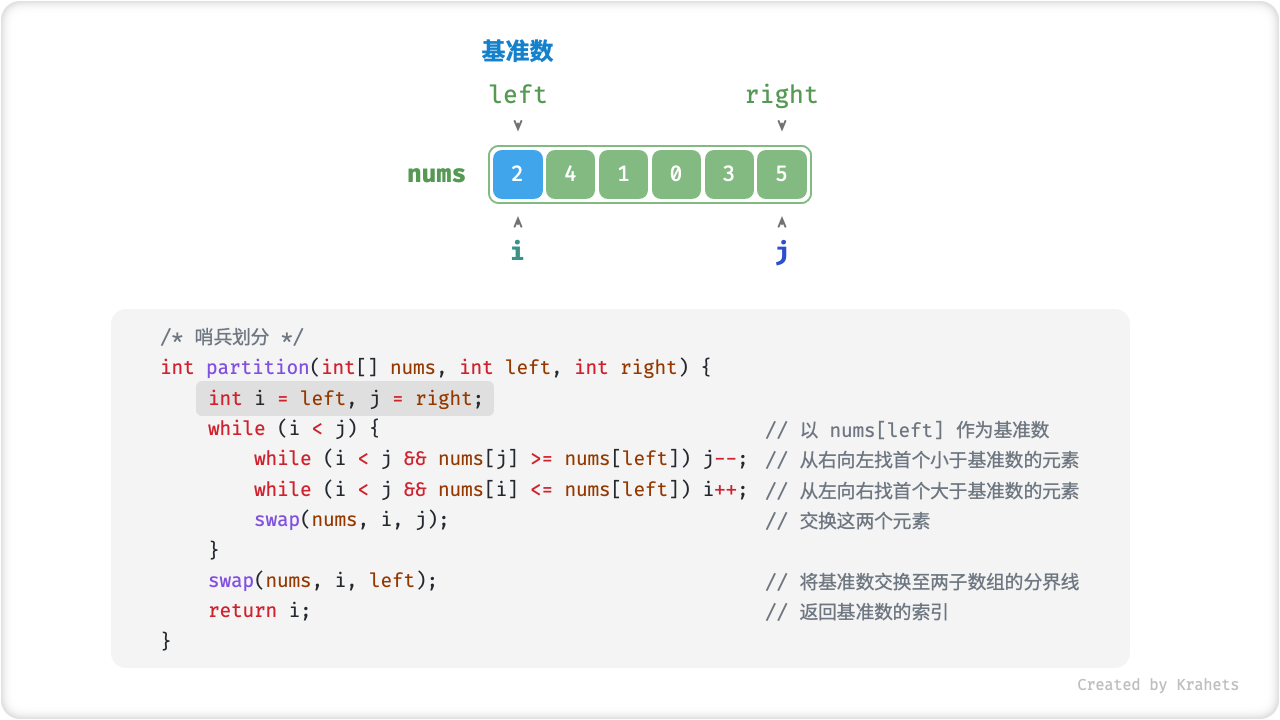 基准数
left right
nums 2 4 1 0 3 5
i j
/* 哨兵划分 */
int partition(int[] nums, int left, int right) {
int i = left, j = right;
while (i < j) { // 以 nums[left] 作为基准数
while (i < j && nums[j] >= nums[left]) j--; // 从右向左找首个小于基准数的元素
while (i < j && nums[i] <= nums[left]) i++; // 从左向右找首个大于基准数的元素
swap(nums, i, j); // 交换这两个元素
}
swap(nums, i, left); // 将基准数交换至两子数组的分界线
return i; // 返回基准数的索引
}
Created by Krahets